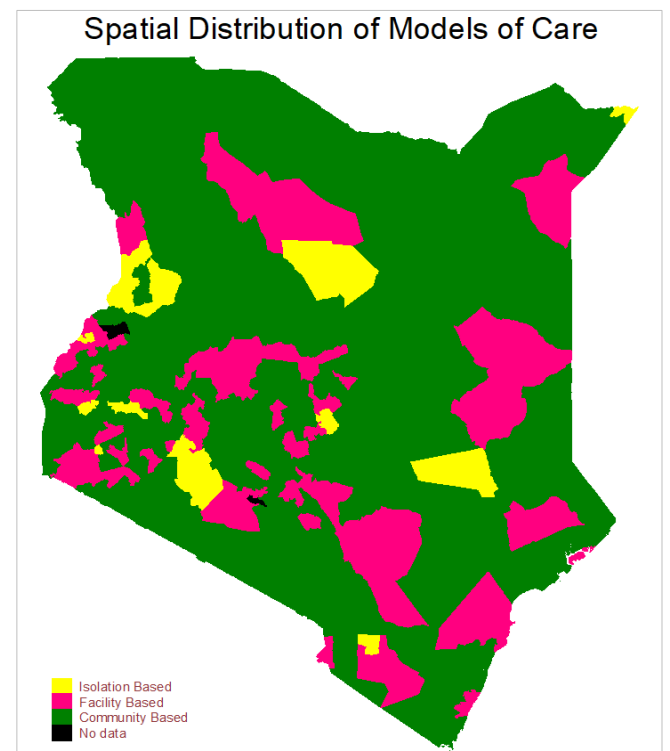 Spatial Distribution of Models of Care
Isolation Based
Facility Based
Community Based
No data